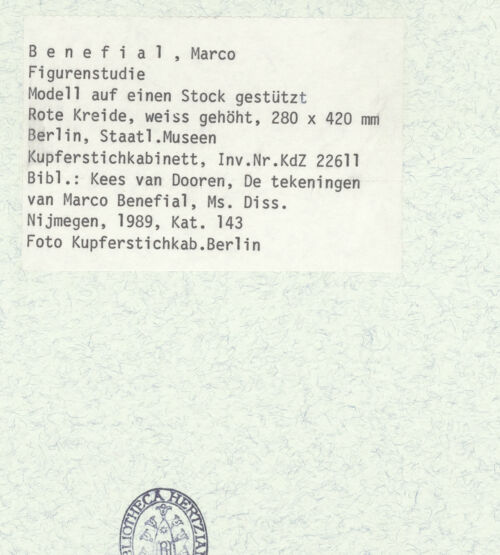 B e n e f i a l , Marco
Figurenstudie
Modell auf einen Stock gestützt
Rote Kreide, weiss gehöht, 280 x 420 mm
Berlin, Staatl.Museen
Kupferstichkabinett, Inv.Nr.KdZ 22611
Bibl.: Kees van Dooren, De tekeningen
van Marco Benefial, Ms. Diss.
Nijmegen, 1989, Kat. 143
Foto Kupferstichkab.Berlin
BIBLIOTHECA HERTZIAN